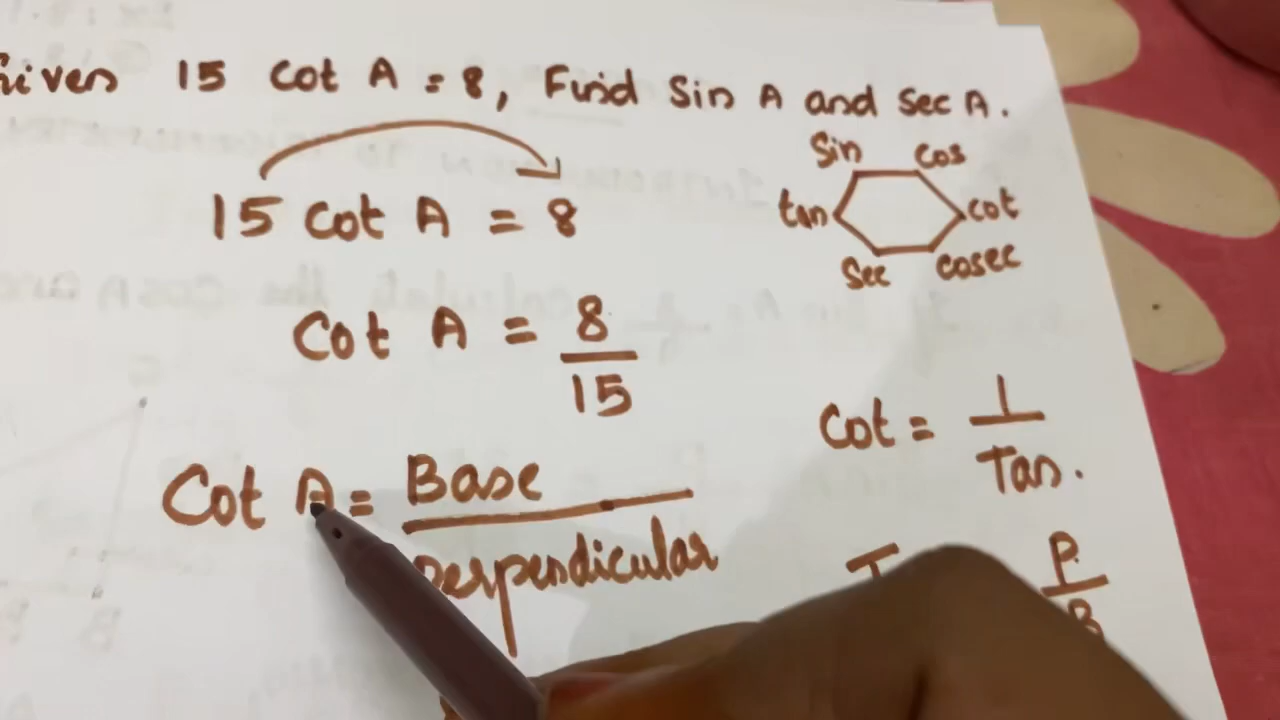 Given 15 cot A = 8, Find Sin A and sec A.
Sin cos
tan cot
Sec cosec
15 cot A = 8
Cot A = 8/15
Cot = 1/Tan.
Cot A = Base/perpendicular
P/B